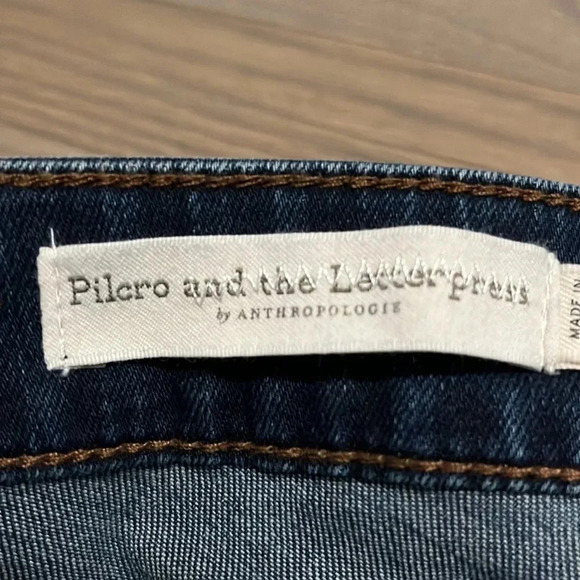 Pilcro and the Letterpress
by ANTHROPOLOGIE
MADE IN